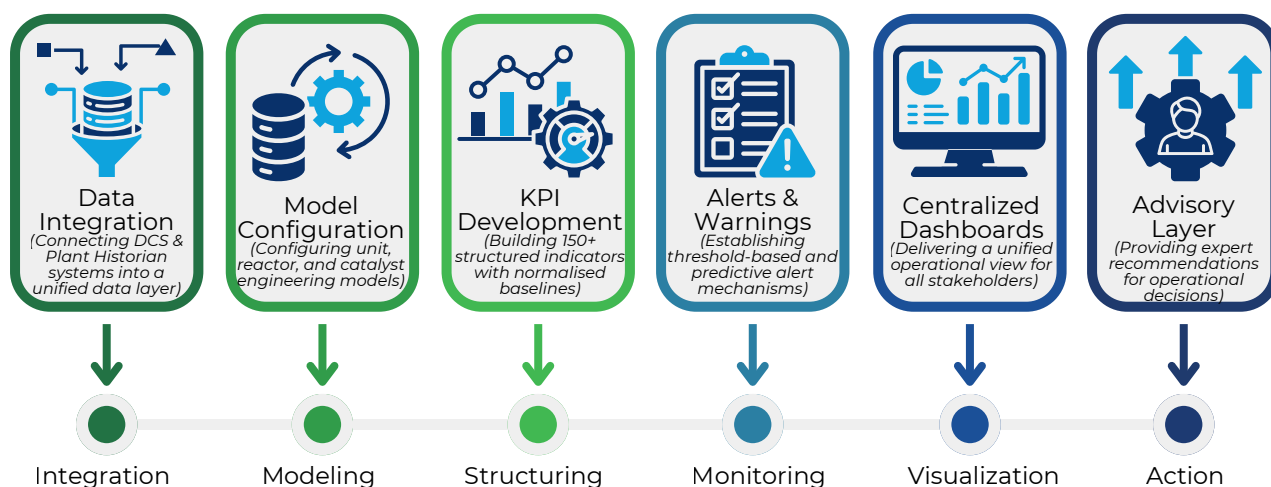 Data
Integration
(Connecting DCS &
Plant Historian
systems into a
unified data layer)
Model
Configuration
(Configuring unit,
reactor, and catalyst
engineering models)
KPI
Development
(Building 150+
structured indicators
with normalised
baselines)
Alerts &
Warnings
(Establishing
threshold-based and
predictive alert
mechanisms)
Centralized
Dashboards
(Delivering a unified
operational view for
all stakeholders)
Advisory
Layer
(Providing expert
recommendations
for operational
decisions)
Integration
Modeling
Structuring
Monitoring
Visualization
Action